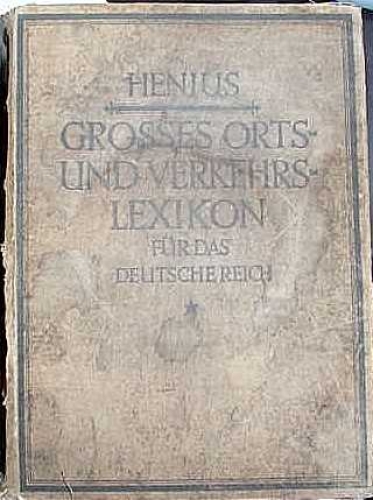 HENIUS
GROSSES ORTS-
UND VERKEHRS-
LEXIKON
FÜR DAS
DEUTSCHE REICH